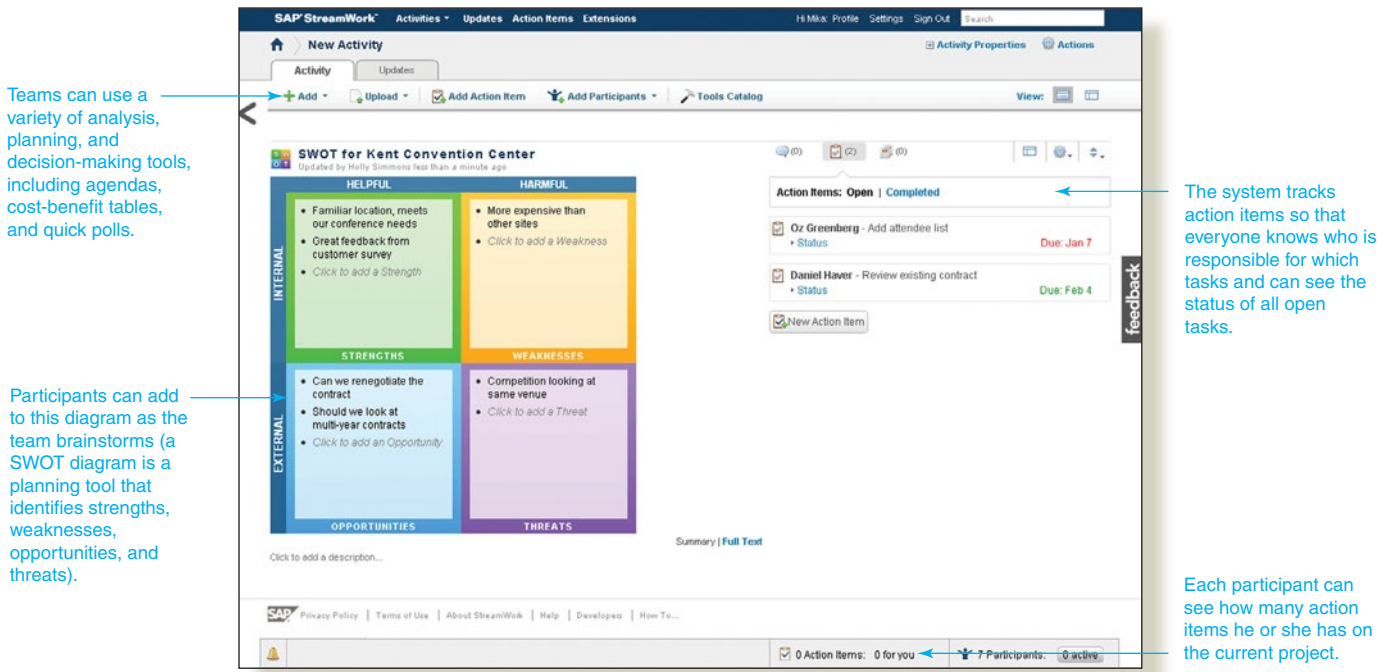 SAP StreamWork Activities Updates Action Items Extensions Hi Mika: Profile Settings Sign Out Search
New Activity Activity Properties Actions
Activity Updates
Add Upload Add Action Item Add Participants Tools Catalog View:
Teams can use a
variety of analysis,
planning, and
decision-making tools,
including agendas,
cost-benefit tables,
and quick polls.
SWOT for Kent Convention Center
Updated by Holly Simmons less than a minute ago
HELPFUL HARMFUL
INTERNAL
• Familiar location, meets
our conference needs
• Great feedback from
customer survey
• Click to add a Strength
STRENGTHS
• More expensive than
other sites
• Click to add a Weakness
WEAKNESSES
EXTERNAL
• Can we renegotiate the
contract
• Should we look at
multi-year contracts
• Click to add an Opportunity
OPPORTUNITIES
• Competition looking at
same venue
• Click to add a Threat
THREATS
Click to add a description...
Summary | Full Text
(0) (2) (0)
Action Items: Open | Completed
Oz Greenberg - Add attendee list
Status Due: Jan 7
Daniel Haver - Review existing contract
Status Due: Feb 4
New Action Item
feedback
The system tracks
action items so that
everyone knows who is
responsible for which
tasks and can see the
status of all open
tasks.
Participants can add
to this diagram as the
team brainstorms (a
SWOT diagram is a
planning tool that
identifies strengths,
weaknesses,
opportunities, and
threats).
SAP Privacy Policy | Terms of Use | About StreamWork | Help | Developers | How To...
0 Action Items: 0 for you 7 Participants: 0 active
Each participant can
see how many action
items he or she has on
the current project.